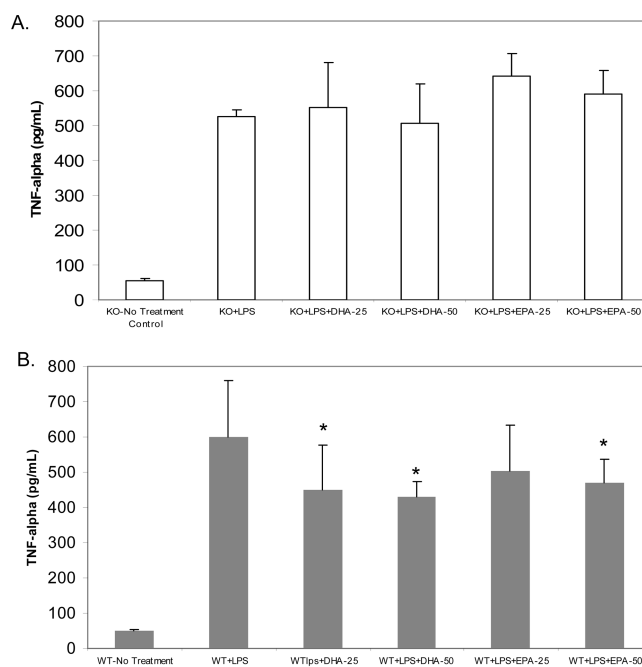 A.
800
700
600
500
400
300
200
100
0
TNF-alpha (pg/mL)
KO-No Treatment
Control
KO+LPS
KO+LPS+DHA-25
KO+LPS+DHA-50
KO+LPS+EPA-25
KO+LPS+EPA-50
B.
800
700
600
500
400
300
200
100
0
TNF-alpha (pg/mL)
*
*
*
WT-No Treatment
WT+LPS
WTlps+DHA-25
WT+LPS+DHA-50
WT+LPS+EPA-25
WT+LPS+EPA-50